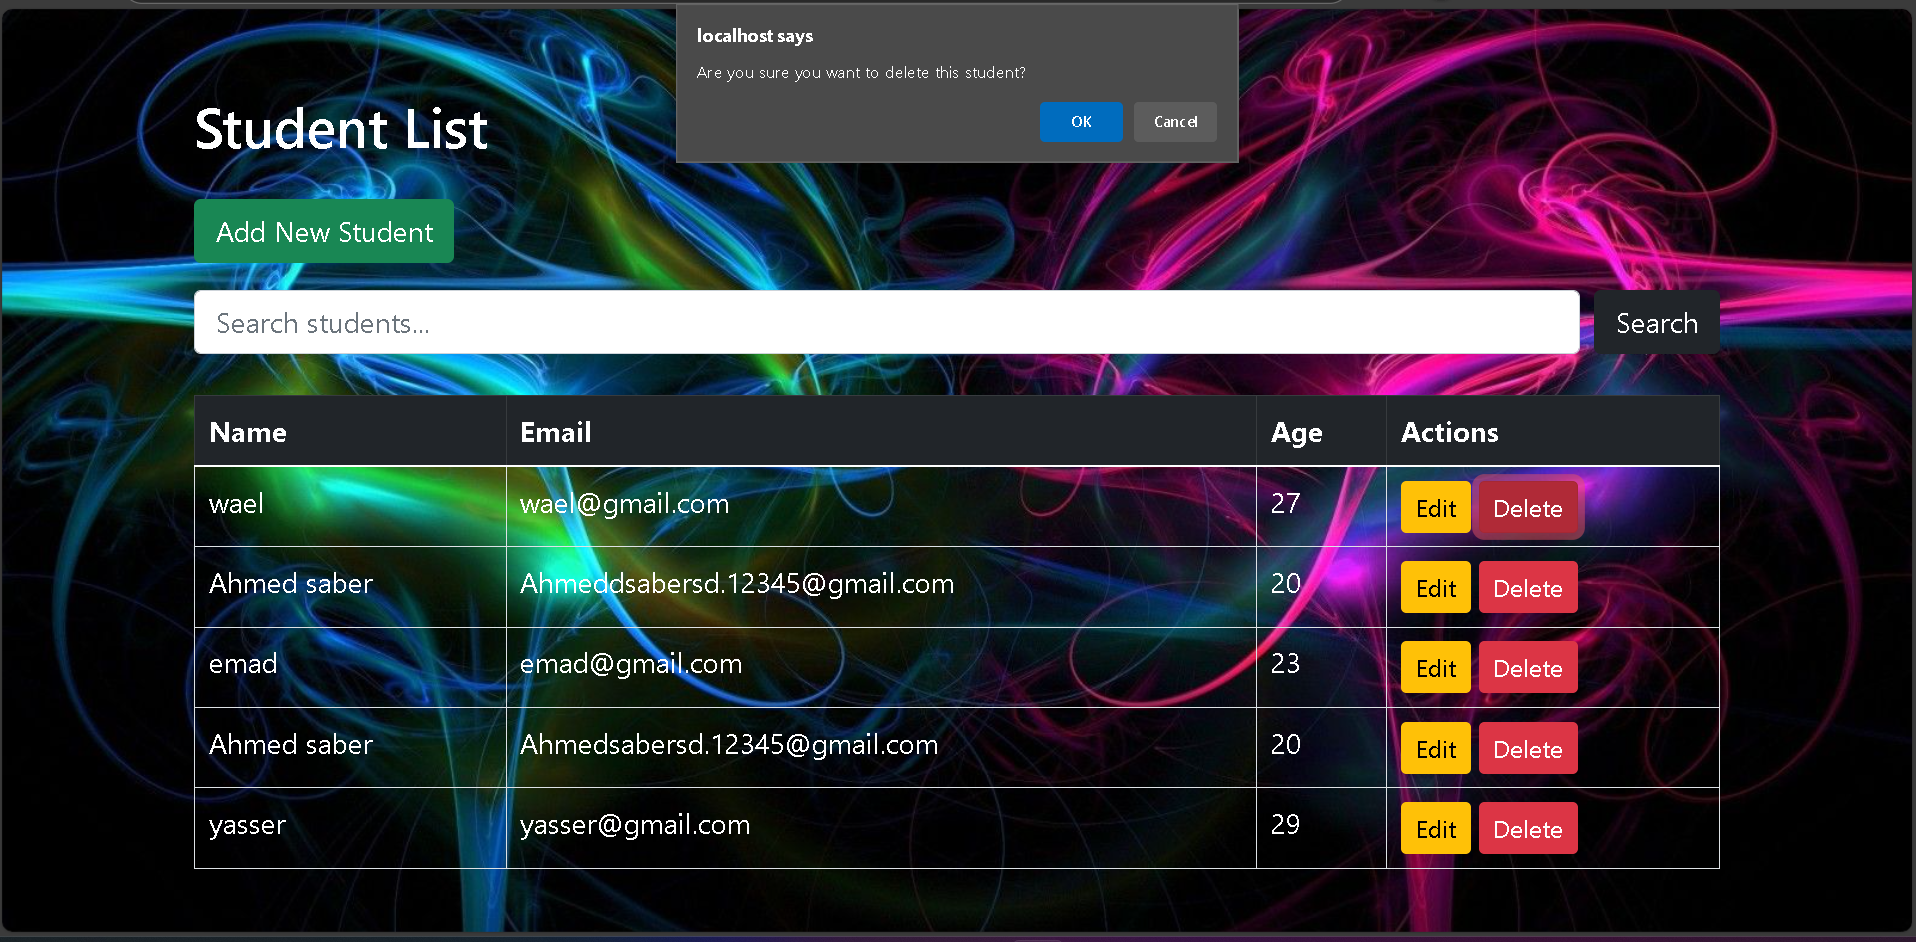 localhost says
Are you sure you want to delete this student?
OK Cancel
Student List
Add New Student
Search students... Search
Name Email Age Actions
wael wael@gmail.com 27 Edit Delete
Ahmed saber Ahmeddsabersd.12345@gmail.com 20 Edit Delete
emad emad@gmail.com 23 Edit Delete
Ahmed saber Ahmedsabersd.12345@gmail.com 20 Edit Delete
yasser yasser@gmail.com 29 Edit Delete